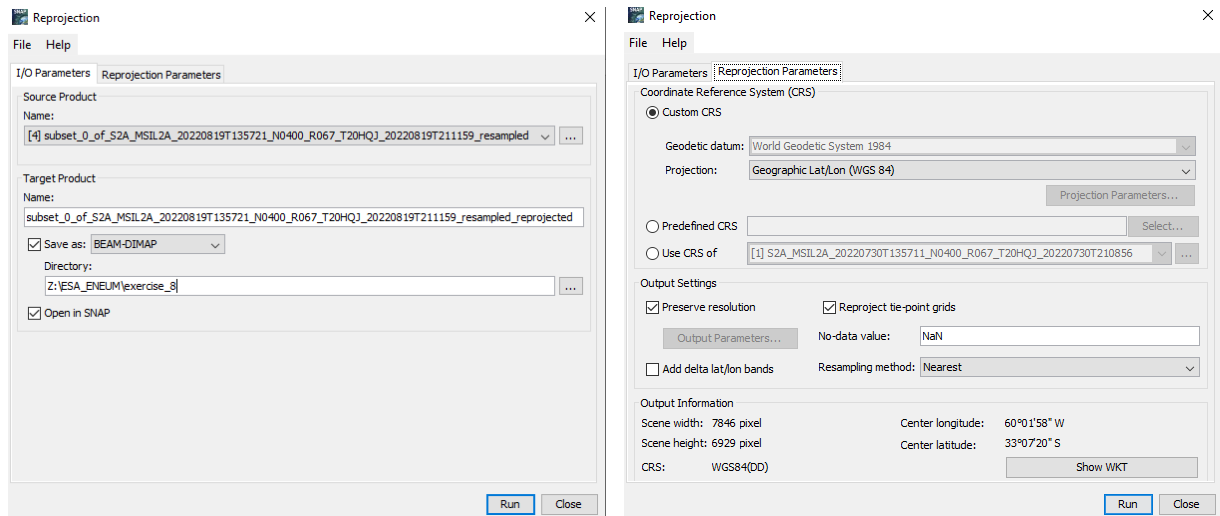 Reprojection
File Help
I/O Parameters Reprojection Parameters
Source Product
Name:
[4] subset_0_of_S2A_MSIL2A_20220819T135721_N0400_R067_T20HQJ_20220819T211159_resampled ...
Target Product
Name:
subset_0_of_S2A_MSIL2A_20220819T135721_N0400_R067_T20HQJ_20220819T211159_resampled_reprojected
Save as: BEAM-DIMAP
Directory:
Z:\ESA_ENEUM\exercise_8 ...
Open in SNAP
Run Close
SNAP
Reprojection
File Help
I/O Parameters Reprojection Parameters
Coordinate Reference System (CRS)
Custom CRS
Geodetic datum: World Geodetic System 1984
Projection: Geographic Lat/Lon (WGS 84)
Projection Parameters...
Predefined CRS Select...
Use CRS of [1] S2A_MSIL2A_20220730T135711_N0400_R067_T20HQJ_20220730T210856 ...
Output Settings
Preserve resolution Reproject tie-point grids
Output Parameters... No-data value: NaN
Add delta lat/lon bands Resampling method: Nearest
Output Information
Scene width: 7846 pixel Center longitude: 60°01'58" W
Scene height: 6929 pixel Center latitude: 33°07'20" S
CRS: WGS84(DD) Show WKT
Run Close